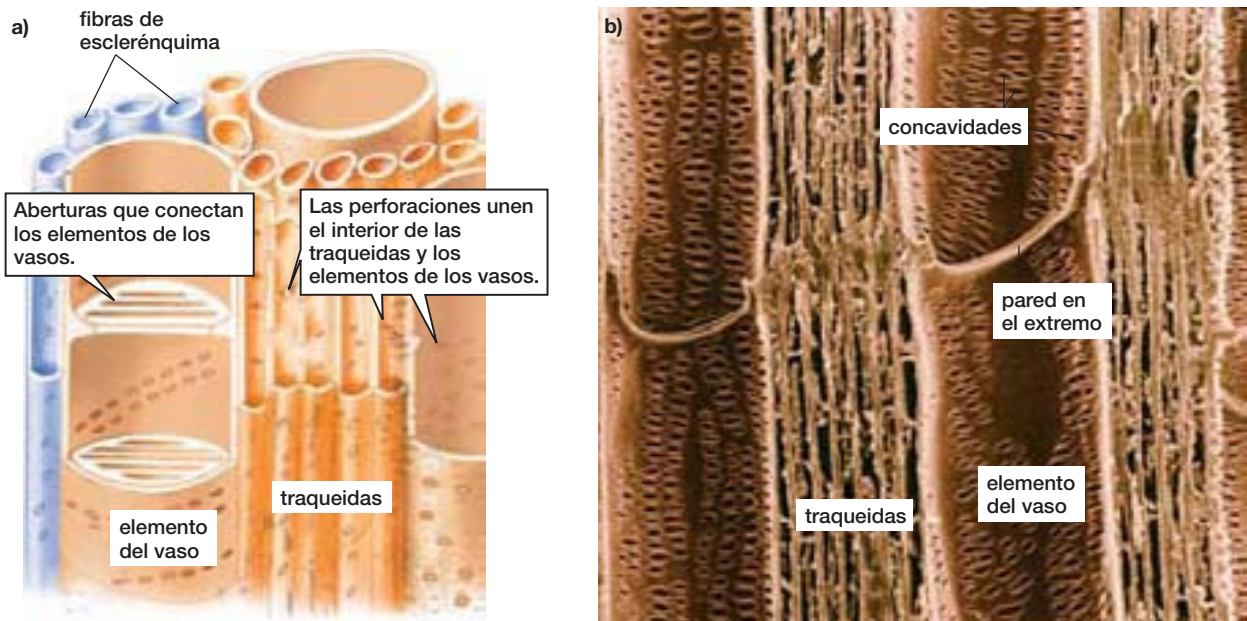 a)
fibras de
esclerénquima
Aberturas que conectan
los elementos de los
vasos.
Las perforaciones unen
el interior de las
traqueidas y los
elementos de los vasos.
traqueidas
elemento
del vaso
b)
concavidades
pared en
el extremo
elemento
del vaso
traqueidas